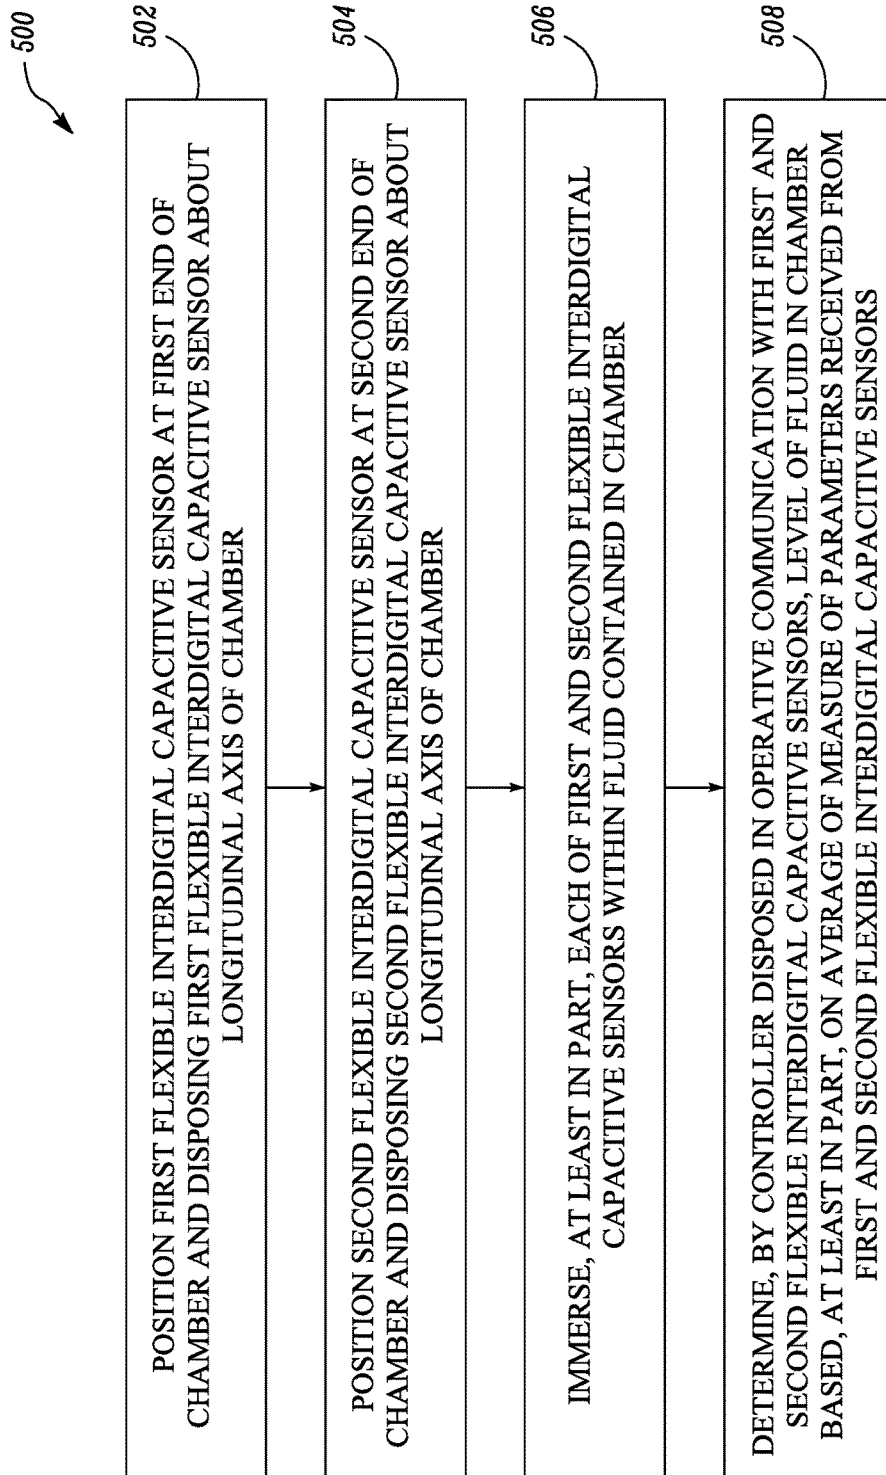 500
502
POSITION FIRST FLEXIBLE INTERDIGITAL CAPACITIVE SENSOR AT FIRST END OF
CHAMBER AND DISPOSING FIRST FLEXIBLE INTERDIGITAL CAPACITIVE SENSOR ABOUT
LONGITUDINAL AXIS OF CHAMBER
504
POSITION SECOND FLEXIBLE INTERDIGITAL CAPACITIVE SENSOR AT SECOND END OF
CHAMBER AND DISPOSING SECOND FLEXIBLE INTERDIGITAL CAPACITIVE SENSOR ABOUT
LONGITUDINAL AXIS OF CHAMBER
506
IMMERSE, AT LEAST IN PART, EACH OF FIRST AND SECOND FLEXIBLE INTERDIGITAL
CAPACITIVE SENSORS WITHIN FLUID CONTAINED IN CHAMBER
508
DETERMINE, BY CONTROLLER DISPOSED IN OPERATIVE COMMUNICATION WITH FIRST AND
SECOND FLEXIBLE INTERDIGITAL CAPACITIVE SENSORS, LEVEL OF FLUID IN CHAMBER
BASED, AT LEAST IN PART, ON AVERAGE OF MEASURE OF PARAMETERS RECEIVED FROM
FIRST AND SECOND FLEXIBLE INTERDIGITAL CAPACITIVE SENSORS